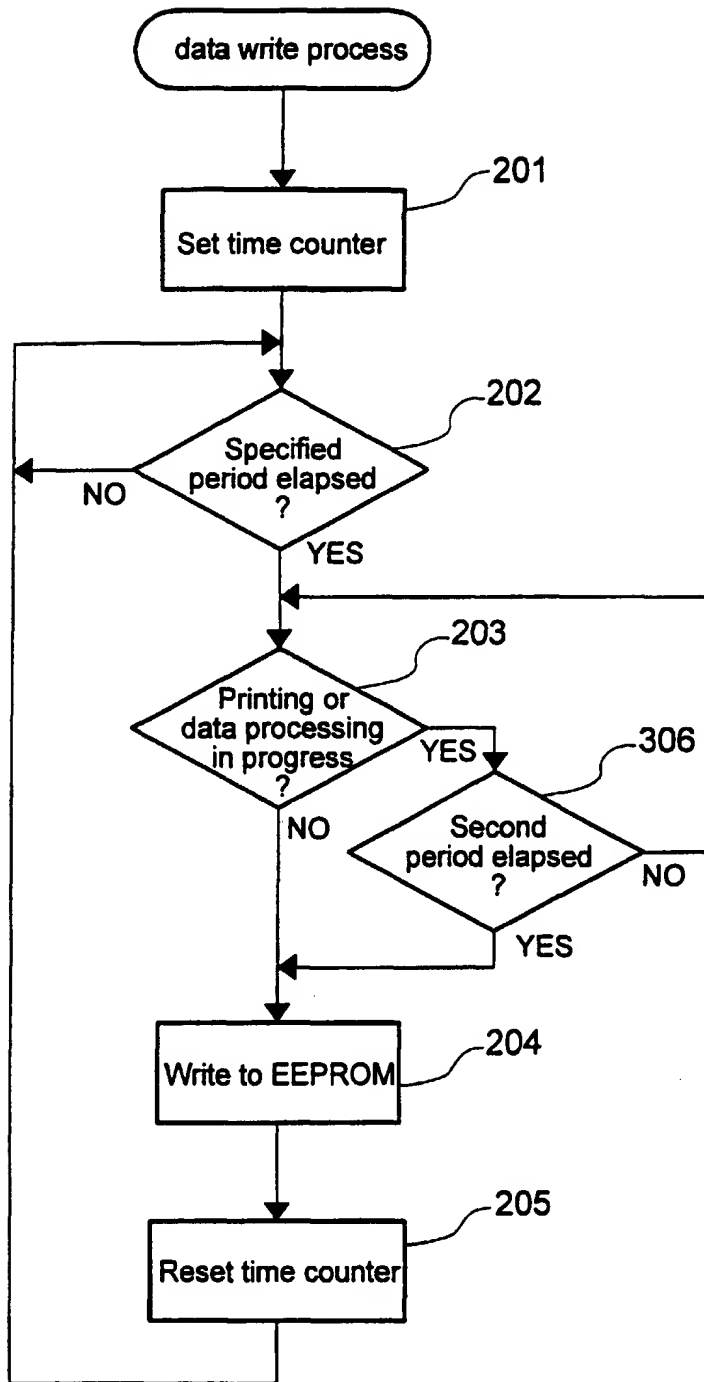 data write process
201
Set time counter
202
Specified
period elapsed
?
NO
YES
203
Printing or
data processing
in progress
?
YES
306
NO
Second
period elapsed
?
NO
YES
204
Write to EEPROM
205
Reset time counter